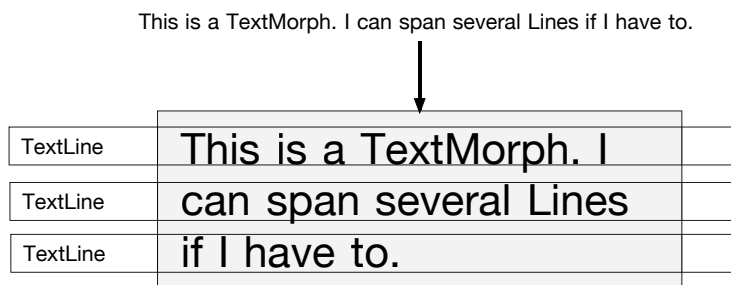 This is a TextMorph. I can span several Lines if I have to.
TextLine This is a TextMorph. I
TextLine can span several Lines
TextLine if I have to.